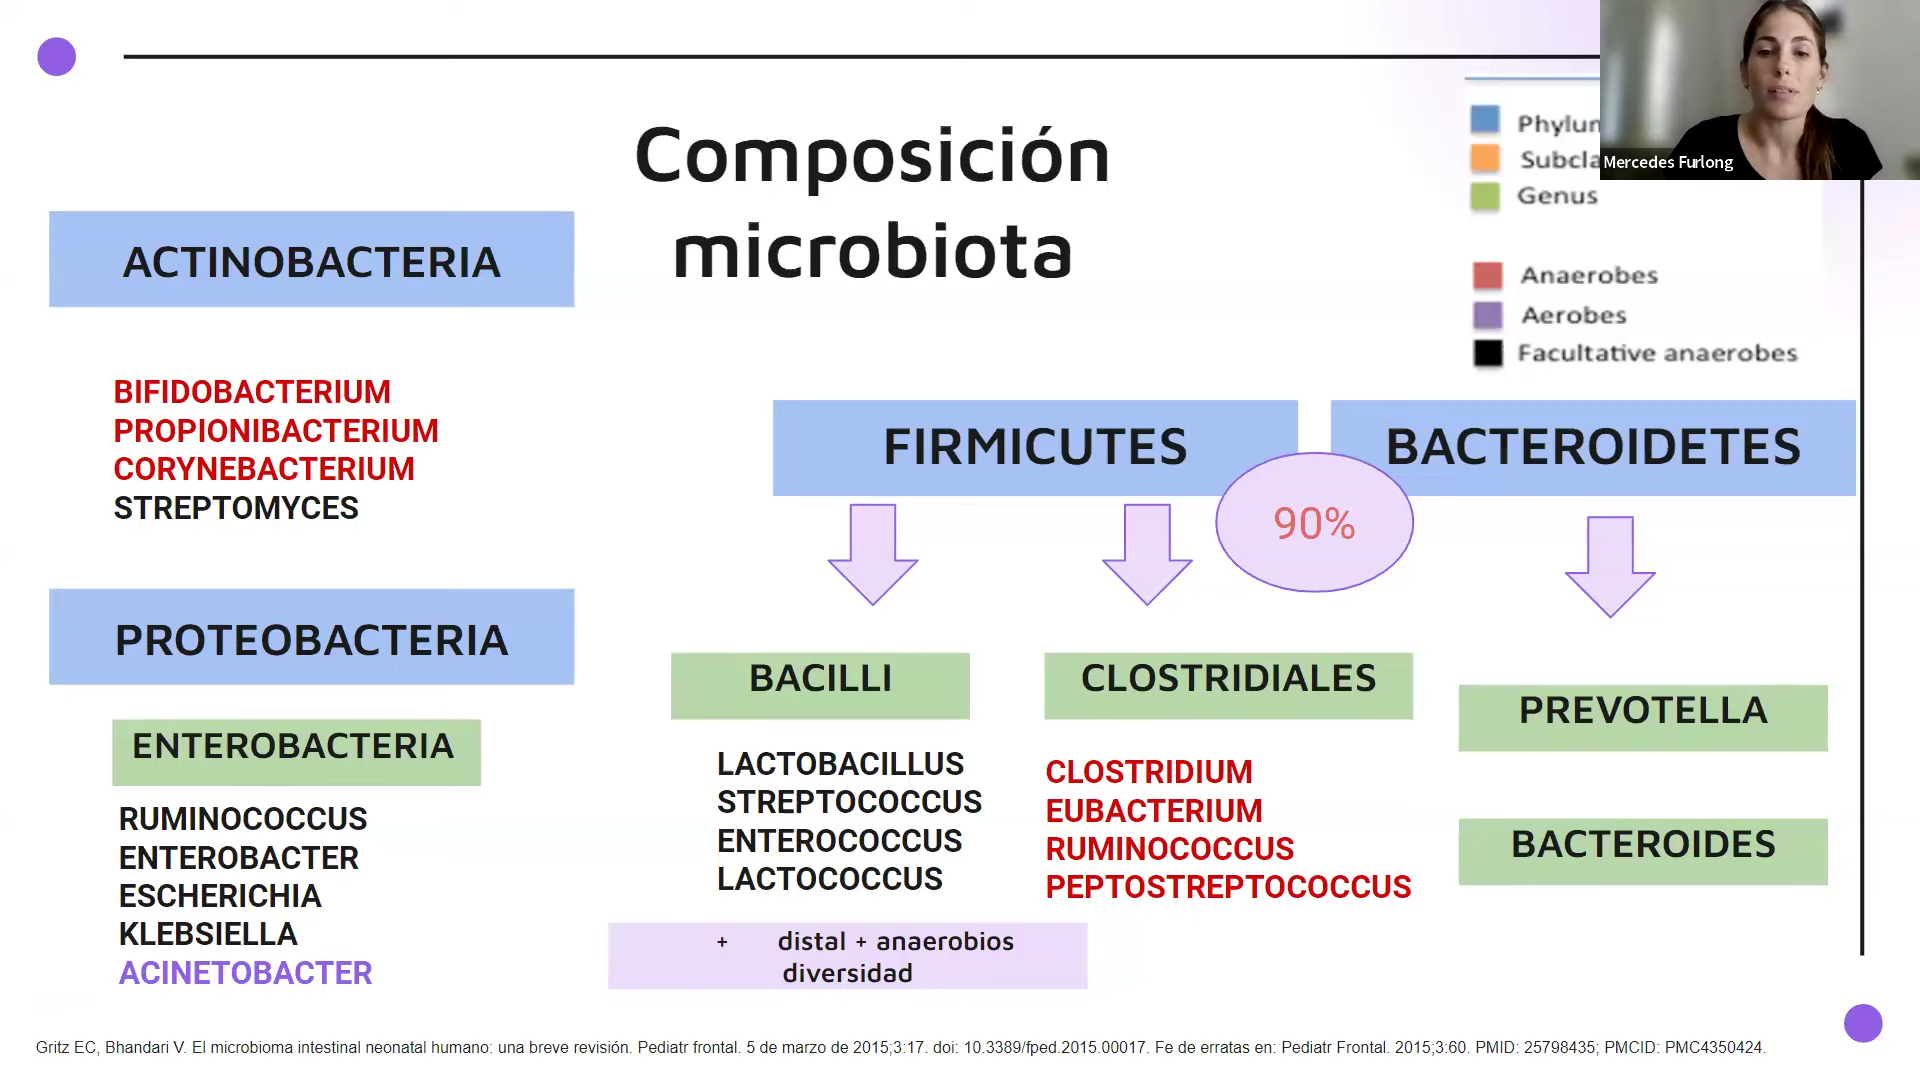 Composición
microbiota
Genus
Anaerobes
Aerobes
Facultative anaerobes
Mercedes Furlong
ACTINOBACTERIA
BIFIDOBACTERIUM
PROPIONIBACTERIUM
CORYNEBACTERIUM
STREPTOMYCES
PROTEOBACTERIA
ENTEROBACTERIA
RUMINOCOCCUS
ENTEROBACTER
ESCHERICHIA
KLEBSIELLA
ACINETOBACTER
FIRMICUTES
BACTEROIDETES
90%
BACILLI
LACTOBACILLUS
STREPTOCOCCUS
ENTEROCOCCUS
LACTOCOCCUS
CLOSTRIDIALES
CLOSTRIDIUM
EUBACTERIUM
RUMINOCOCCUS
PEPTOSTREPTOCOCCUS
PREVOTELLA
BACTEROIDES
+ distal + anaerobios
diversidad
Gritz EC, Bhandari V. El microbioma intestinal neonatal humano: una breve revisión. Pediatr frontal. 5 de marzo de 2015;3:17. doi: 10.3389/fped.2015.00017. Fe de erratas en: Pediatr Frontal. 2015;3:60. PMID: 25798435; PMCID: PMC4350424.